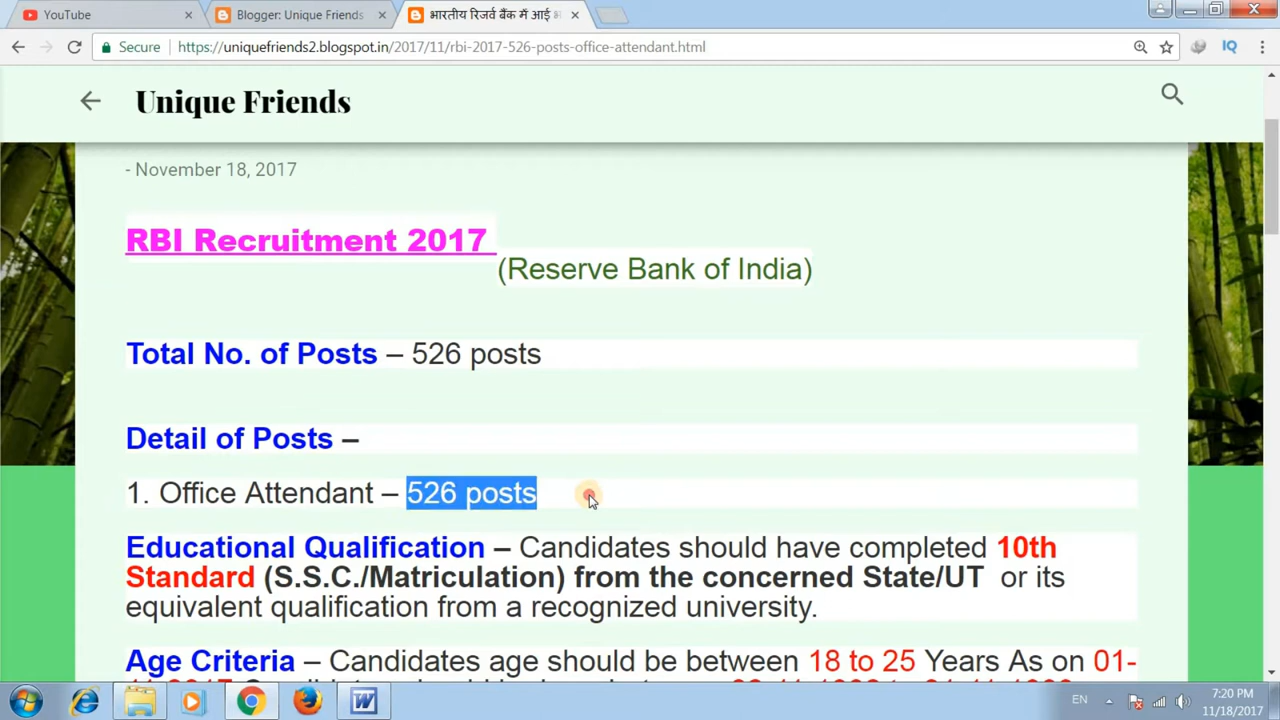 YouTube
Blogger: Unique Friends
भारतीय रिजर्व बैंक में आई
Secure
https://uniquefriends2.blogspot.in/2017/11/rbi-2017-526-posts-office-attendant.html
IQ
Unique Friends
- November 18, 2017
RBI Recruitment 2017
(Reserve Bank of India)
Total No. of Posts – 526 posts
Detail of Posts –
1. Office Attendant – 526 posts
Educational Qualification – Candidates should have completed 10th
Standard (S.S.C./Matriculation) from the concerned State/UT or its
equivalent qualification from a recognized university.
Age Criteria – Candidates age should be between 18 to 25 Years As on 01-
EN
7:20 PM
11/18/2017